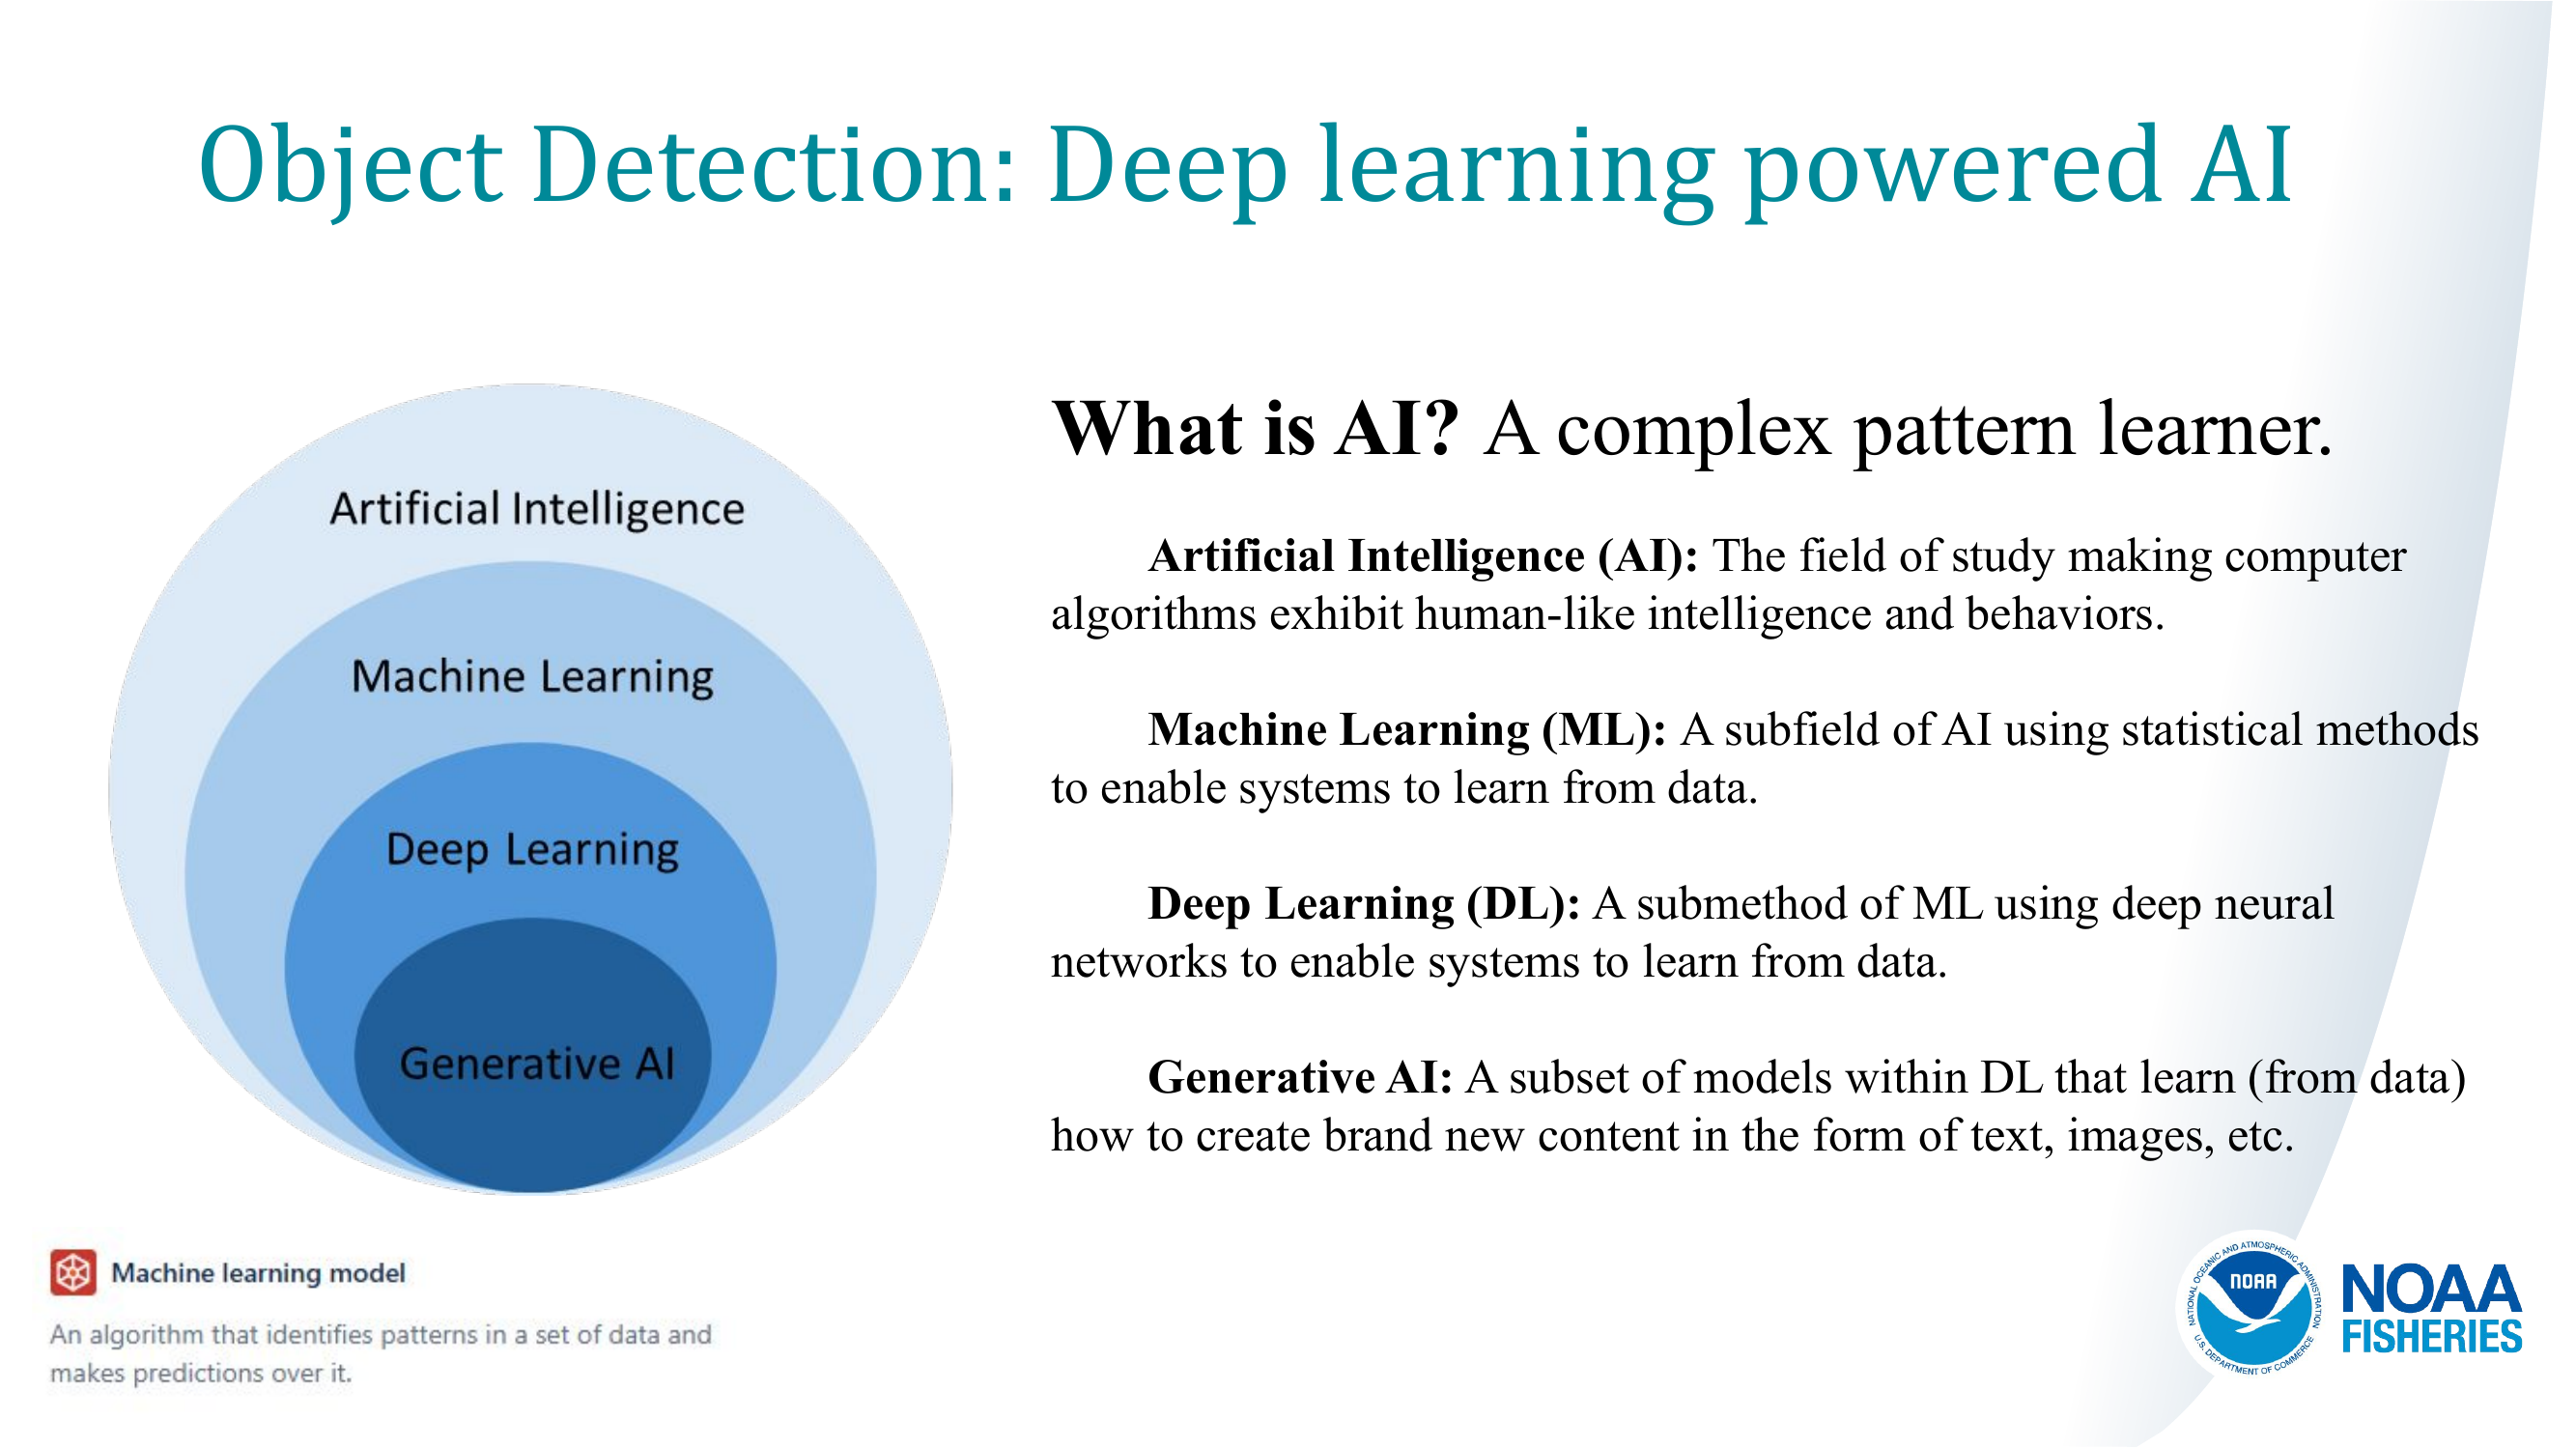 Object Detection: Deep learning powered AI
Artificial Intelligence
Machine Learning
Deep Learning
Generative AI
What is AI? A complex pattern learner.
Artificial Intelligence (AI): The field of study making computer
algorithms exhibit human-like intelligence and behaviors.
Machine Learning (ML): A subfield of AI using statistical methods
to enable systems to learn from data.
Deep Learning (DL): A submethod of ML using deep neural
networks to enable systems to learn from data.
Generative AI: A subset of models within DL that learn (from data)
how to create brand new content in the form of text, images, etc.
Machine learning model
An algorithm that identifies patterns in a set of data and
makes predictions over it.
NATIONAL OCEANIC AND ATMOSPHERIC ADMINISTRATION
U.S. DEPARTMENT OF COMMERCE
NOAA
NOAA
FISHERIES